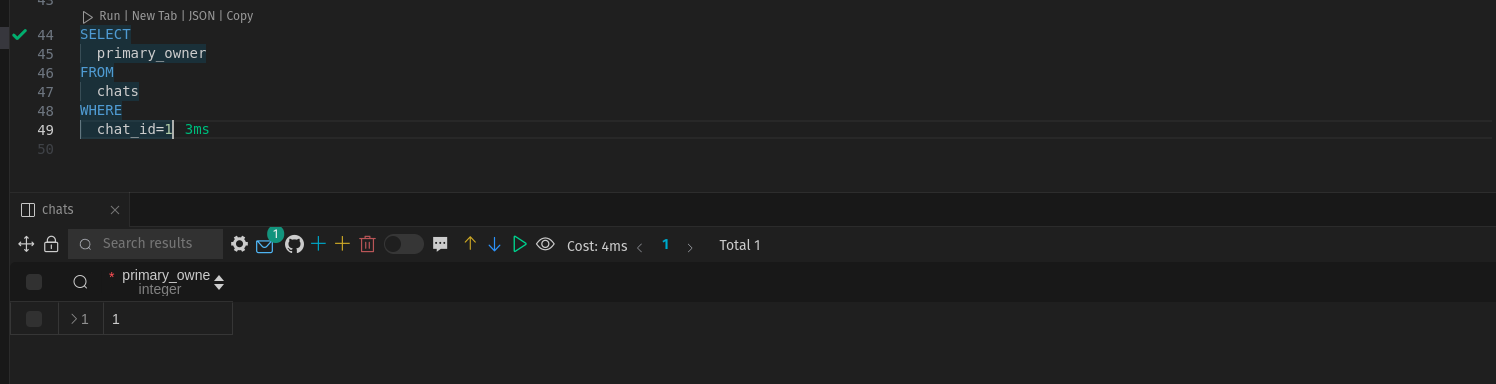 43
Run | New Tab | JSON | Copy
44 SELECT
45 primary_owner
46 FROM
47 chats
48 WHERE
49 chat_id=1 3ms
50
chats
Search results 1 Cost: 4ms 1 Total 1
* primary_owne
integer
1 1